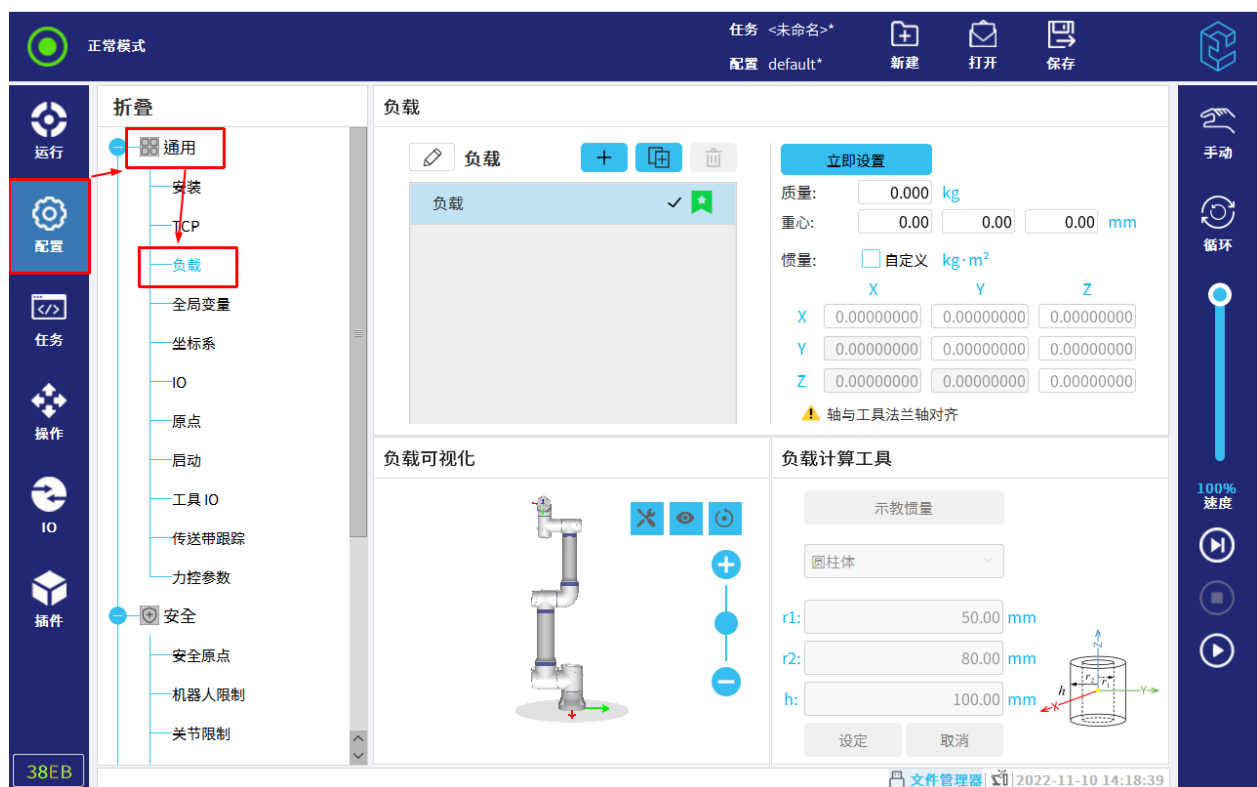 正常模式
任务 <未命名>*
配置 default*
新建
打开
保存
运行
配置
任务
操作
IO
插件
38EB
折叠
通用
安装
TCP
负载
全局变量
坐标系
IO
原点
启动
工具 IO
传送带跟踪
力控参数
安全
安全原点
机器人限制
关节限制
负载
负载
负载
立即设置
质量: 0.000 kg
重心: 0.00 0.00 0.00 mm
惯量: 自定义 kg·m²
X Y Z
X 0.00000000 0.00000000 0.00000000
Y 0.00000000 0.00000000 0.00000000
Z 0.00000000 0.00000000 0.00000000
轴与工具法兰轴对齐
负载可视化
负载计算工具
示教惯量
圆柱体
r1: 50.00 mm
r2: 80.00 mm
h: 100.00 mm
设定 取消
Z
r₂ r₁
h
X
Y
手动
循环
100%
速度
文件管理器 2022-11-10 14:18:39